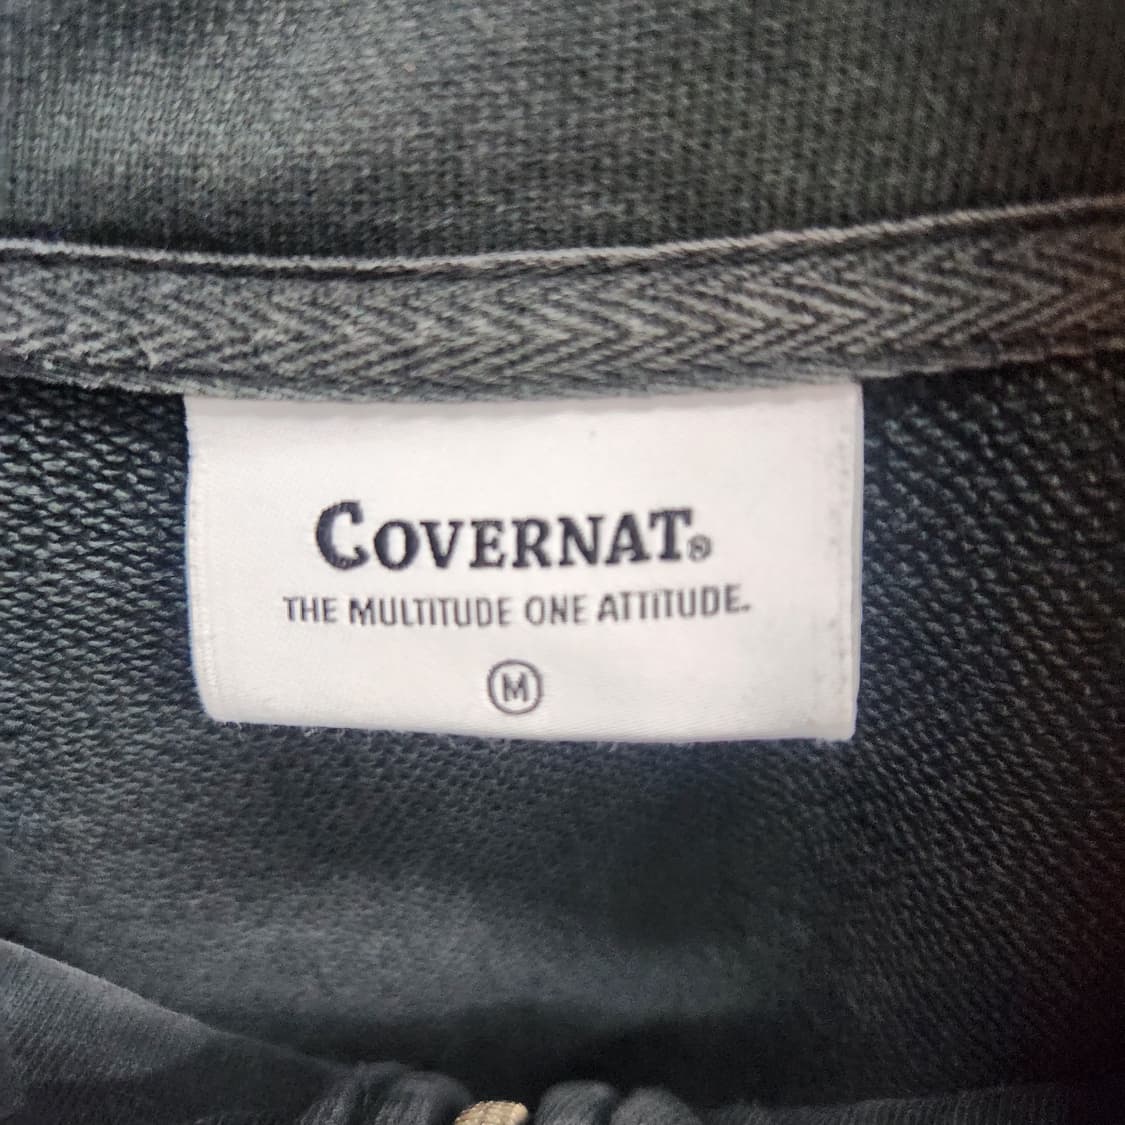 COVERNAT®
THE MULTITUDE ONE ATTITUDE.
M